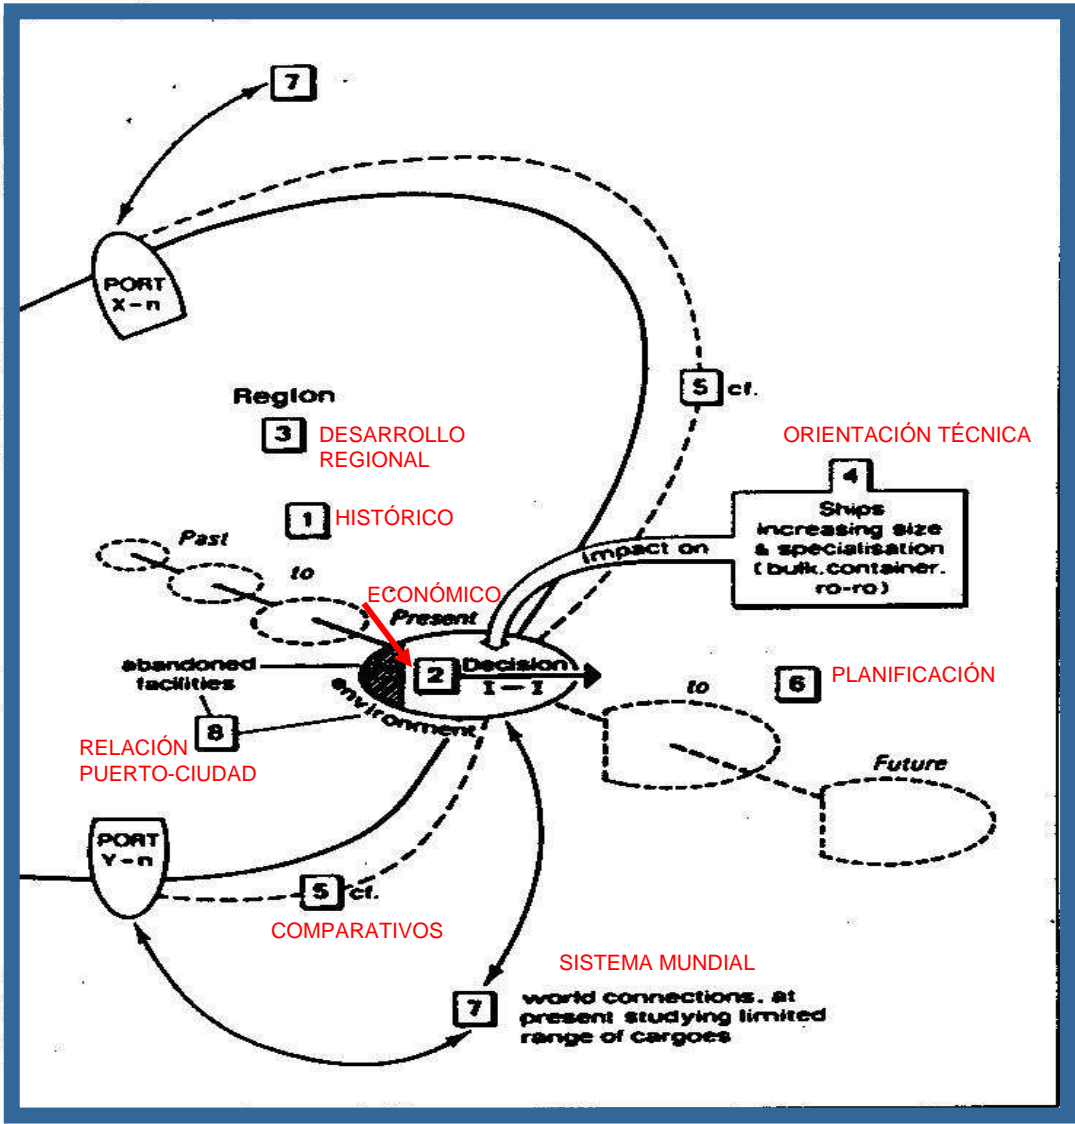 7
PORT
X-n
5 cf.
Region
3 DESARROLLO
REGIONAL
ORIENTACIÓN TÉCNICA
4
Ships
increasing size
& specialisation
(bulk.container.
ro-ro)
1 HISTÓRICO
Past
to
impact on
ECONÓMICO
Present
abandoned
facilities
2 Decision
I-I
environment
to
6 PLANIFICACIÓN
8
RELACIÓN
PUERTO-CIUDAD
Future
PORT
Y-n
5 cf.
COMPARATIVOS
SISTEMA MUNDIAL
7 world connections. at
present studying limited
range of cargoes